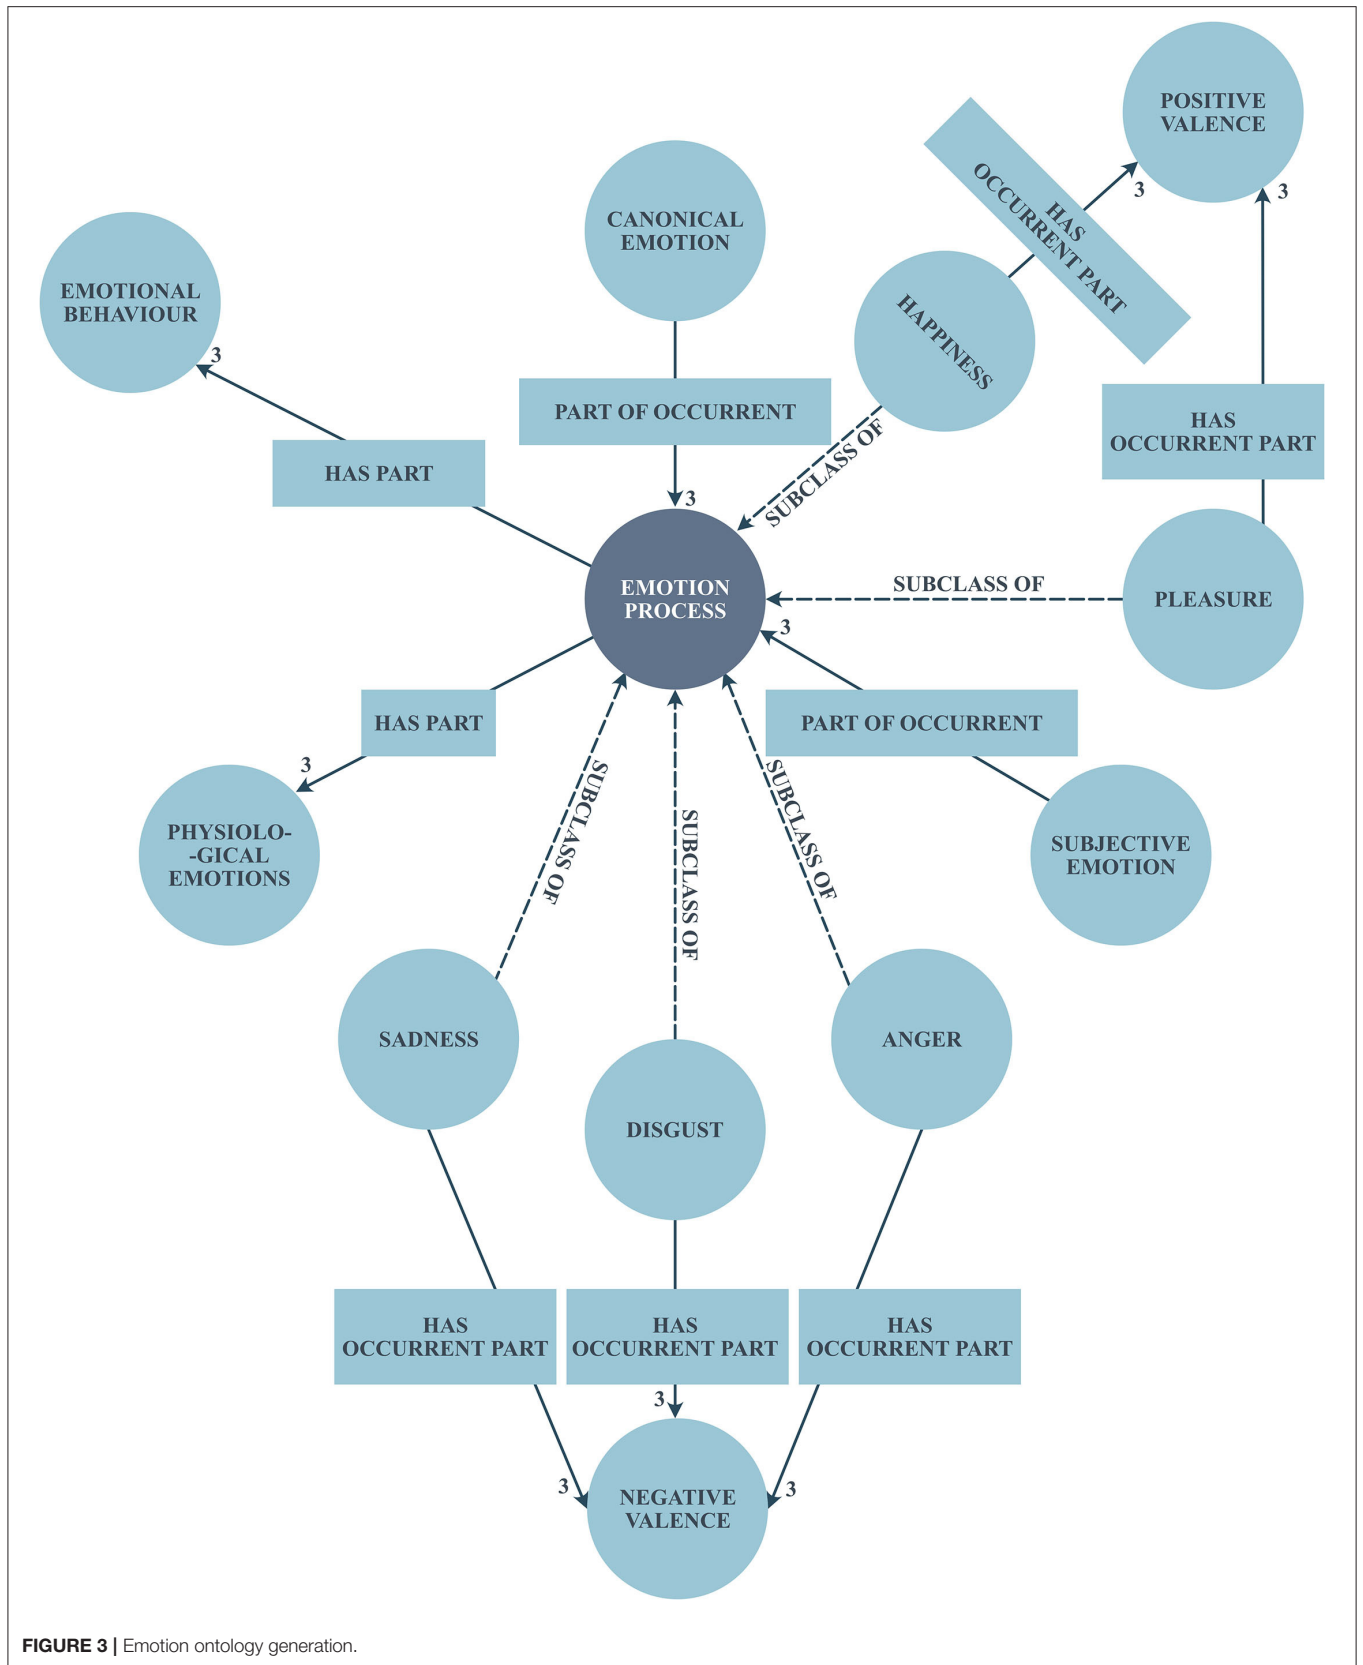 POSITIVE
VALENCE
HAS
OCCURRENT PART
3
3
CANONICAL
EMOTION
EMOTIONAL
BEHAVIOUR
HAPPINESS
3
PART OF OCCURRENT
HAS
OCCURRENT PART
SUBCLASS OF
HAS PART
3
EMOTION
PROCESS
SUBCLASS OF
PLEASURE
3
HAS PART
PART OF OCCURRENT
3
SUBCLASS OF
SUBCLASS OF
SUBCLASS OF
PHYSIOLO-
-GICAL
EMOTIONS
SUBJECTIVE
EMOTION
SADNESS
ANGER
DISGUST
HAS
OCCURRENT PART
HAS
OCCURRENT PART
HAS
OCCURRENT PART
3
3
3
NEGATIVE
VALENCE
FIGURE 3 | Emotion ontology generation.